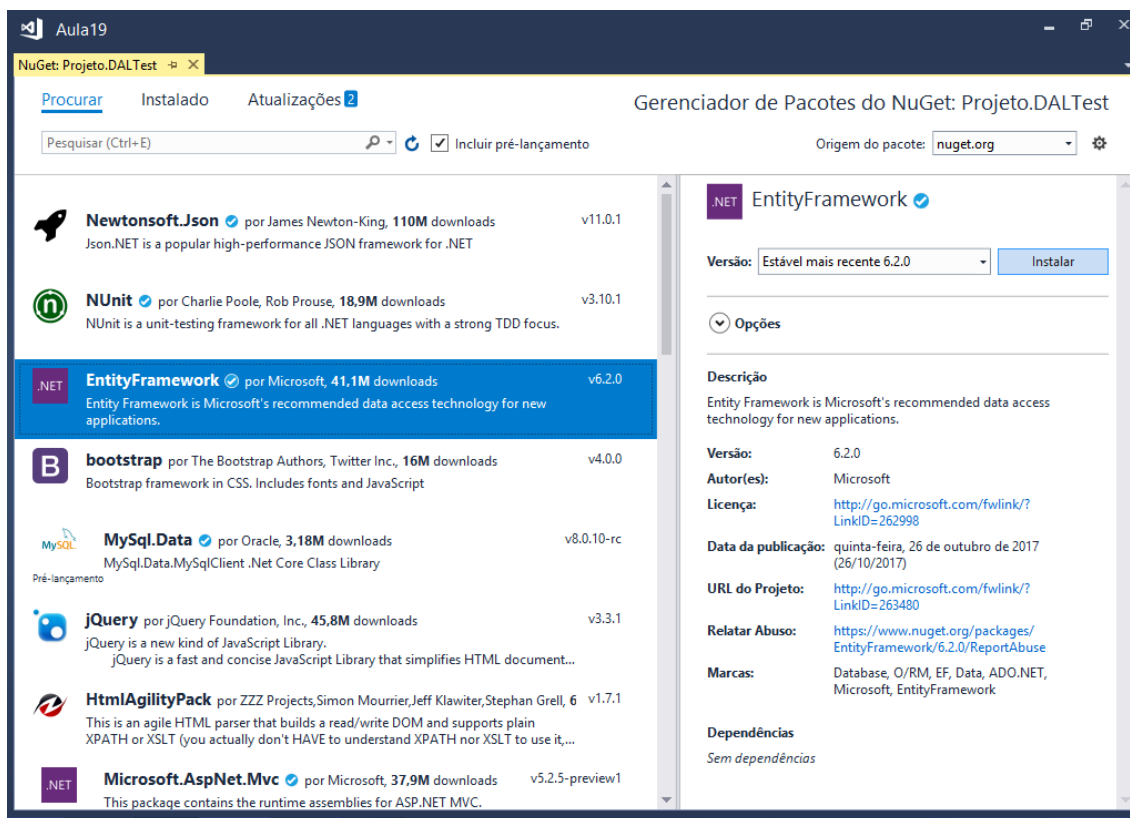 Aula19
NuGet: Projeto.DALTest
Procurar Instalado Atualizações 2
Gerenciador de Pacotes do NuGet: Projeto.DALTest
Pesquisar (Ctrl+E)
Incluir pré-lançamento
Origem do pacote: nuget.org
Newtonsoft.Json por James Newton-King, 110M downloads v11.0.1
Json.NET is a popular high-performance JSON framework for .NET
NUnit por Charlie Poole, Rob Prouse, 18,9M downloads v3.10.1
NUnit is a unit-testing framework for all .NET languages with a strong TDD focus.
.NET
EntityFramework por Microsoft, 41,1M downloads v6.2.0
Entity Framework is Microsoft's recommended data access technology for new
applications.
B
bootstrap por The Bootstrap Authors, Twitter Inc., 16M downloads v4.0.0
Bootstrap framework in CSS. Includes fonts and JavaScript
MySQL
Pré-lançamento
MySql.Data por Oracle, 3,18M downloads v8.0.10-rc
MySql.Data.MySqlClient .Net Core Class Library
jQuery por jQuery Foundation, Inc., 45,8M downloads v3.3.1
jQuery is a new kind of JavaScript Library.
jQuery is a fast and concise JavaScript Library that simplifies HTML document...
HtmlAgilityPack por ZZZ Projects,Simon Mourrier,Jeff Klawiter,Stephan Grell, 6 v1.7.1
This is an agile HTML parser that builds a read/write DOM and supports plain
XPATH or XSLT (you actually don't HAVE to understand XPATH nor XSLT to use it,...
.NET
Microsoft.AspNet.Mvc por Microsoft, 37,9M downloads v5.2.5-preview1
This package contains the runtime assemblies for ASP.NET MVC.
.NET
EntityFramework
Versão: Estável mais recente 6.2.0 Instalar
Opções
Descrição
Entity Framework is Microsoft's recommended data access
technology for new applications.
Versão: 6.2.0
Autor(es): Microsoft
Licença: http://go.microsoft.com/fwlink/?
LinkID=262998
Data da publicação: quinta-feira, 26 de outubro de 2017
(26/10/2017)
URL do Projeto: http://go.microsoft.com/fwlink/?
LinkID=263480
Relatar Abuso: https://www.nuget.org/packages/
EntityFramework/6.2.0/ReportAbuse
Marcas: Database, O/RM, EF, Data, ADO.NET,
Microsoft, EntityFramework
Dependências
Sem dependências